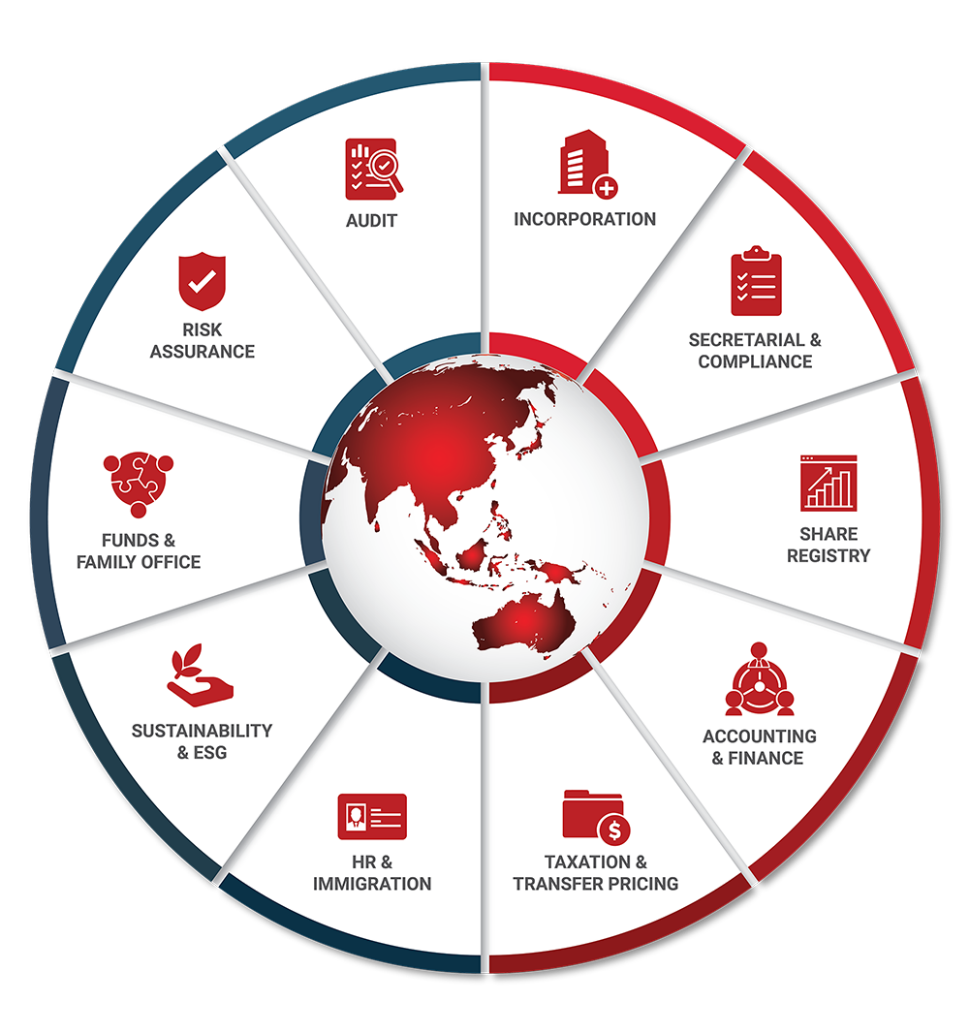 AUDIT
INCORPORATION
RISK
ASSURANCE
SECRETARIAL &
COMPLIANCE
FUNDS &
FAMILY OFFICE
SHARE
REGISTRY
SUSTAINABILITY
& ESG
ACCOUNTING
& FINANCE
HR &
IMMIGRATION
$
TAXATION &
TRANSFER PRICING